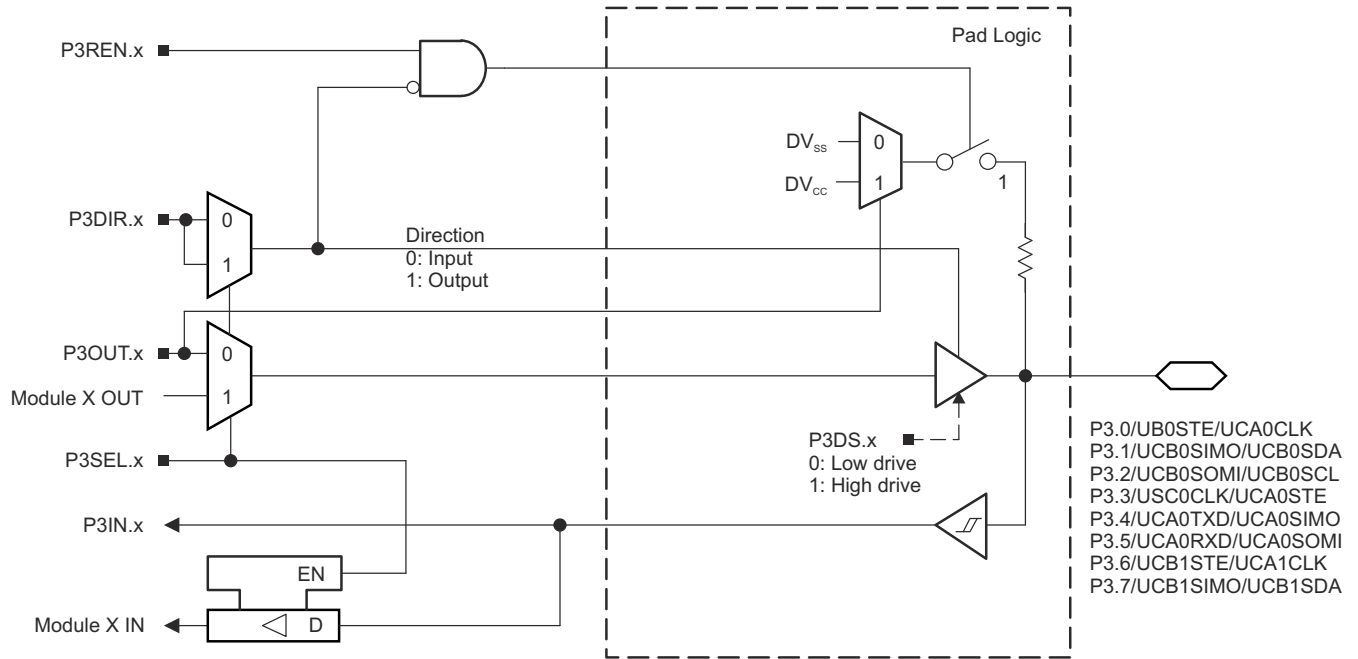 Pad Logic
P3REN.x
DVSS
0
DVCC
1
1
P3DIR.x
0
1
Direction
0: Input
1: Output
P3OUT.x
0
Module X OUT
1
P3DS.x
0: Low drive
1: High drive
P3SEL.x
P3IN.x
EN
D
Module X IN
P3.0/UB0STE/UCA0CLK
P3.1/UCB0SIMO/UCB0SDA
P3.2/UCB0SOMI/UCB0SCL
P3.3/USC0CLK/UCA0STE
P3.4/UCA0TXD/UCA0SIMO
P3.5/UCA0RXD/UCA0SOMI
P3.6/UCB1STE/UCA1CLK
P3.7/UCB1SIMO/UCB1SDA